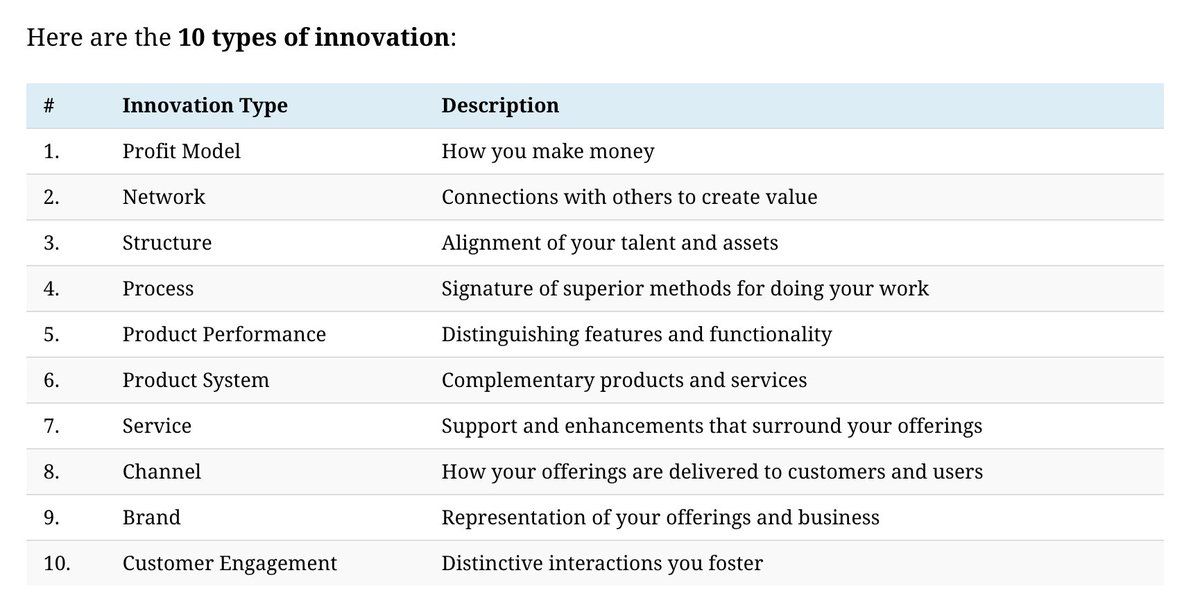 Here are the 10 types of innovation:
# Innovation Type Description
1. Profit Model How you make money
2. Network Connections with others to create value
3. Structure Alignment of your talent and assets
4. Process Signature of superior methods for doing your work
5. Product Performance Distinguishing features and functionality
6. Product System Complementary products and services
7. Service Support and enhancements that surround your offerings
8. Channel How your offerings are delivered to customers and users
9. Brand Representation of your offerings and business
10. Customer Engagement Distinctive interactions you foster